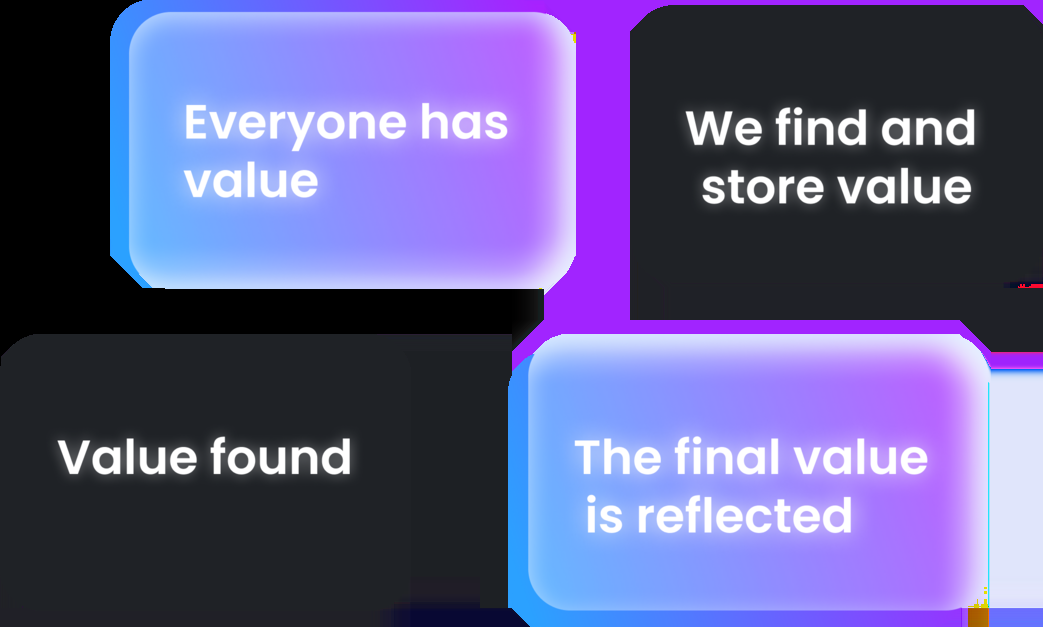 Everyone has
value
We find and
store value
Value found
The final value
is reflected